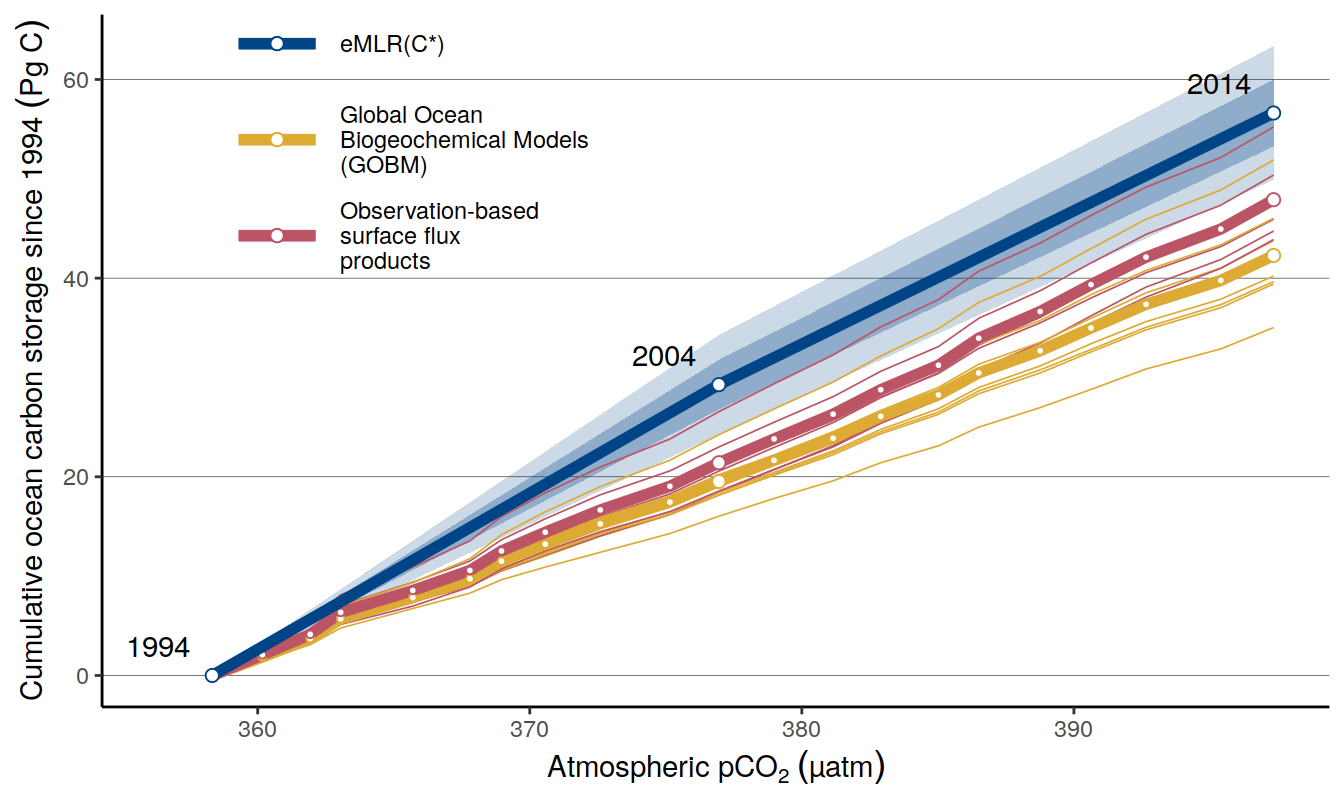 Cumulative ocean carbon storage since 1994 (Pg C)
60
40
20
0
eMLR(C*)
Global Ocean
Biogeochemical Models
(GOBM)
Observation-based
surface flux
products
2014
2004
1994
360
370
380
390
Atmospheric pCO₂ (µatm)